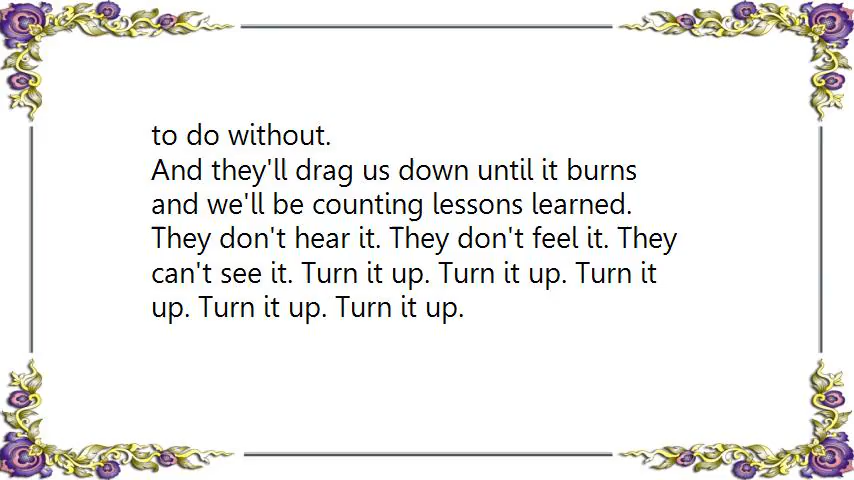 to do without.
And they'll drag us down until it burns
and we'll be counting lessons learned.
They don't hear it. They don't feel it. They
can't see it. Turn it up. Turn it up. Turn it
up. Turn it up. Turn it up.